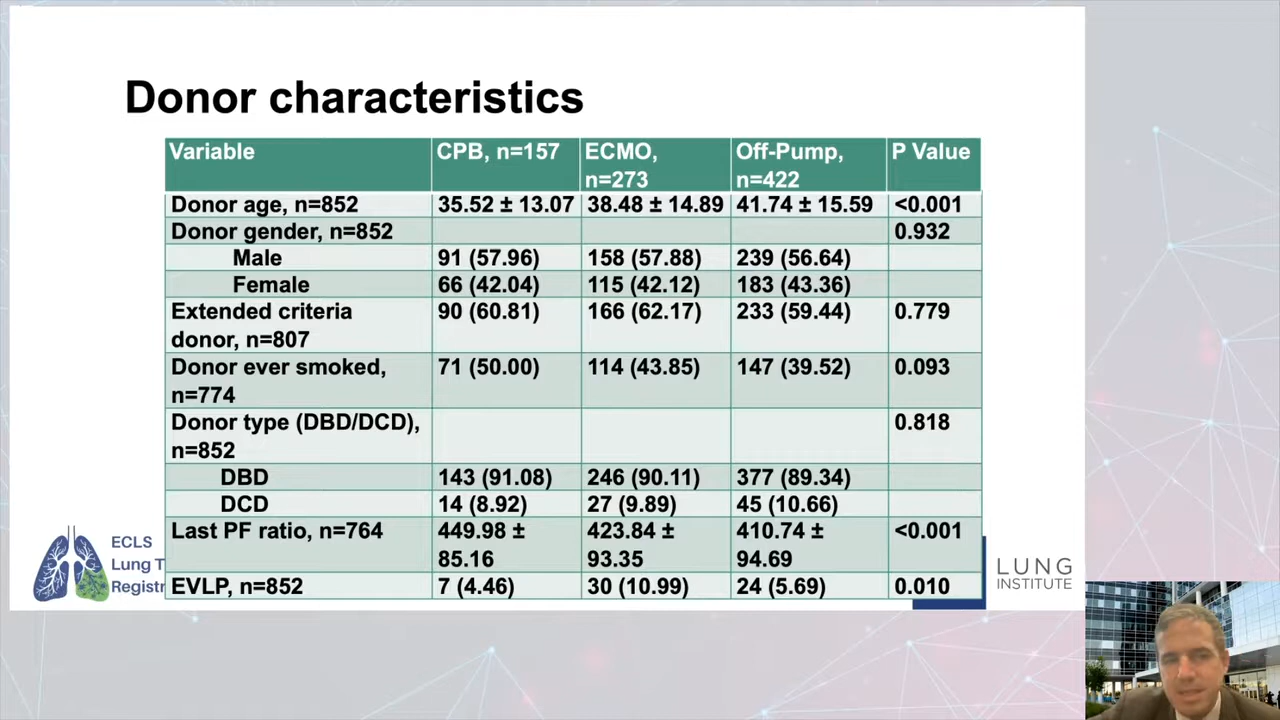 Donor characteristics
Variable CPB, n=157 ECMO, n=273 Off-Pump, n=422 P Value
Donor age, n=852 35.52 ± 13.07 38.48 ± 14.89 41.74 ± 15.59 <0.001
Donor gender, n=852 0.932
Male 91 (57.96) 158 (57.88) 239 (56.64)
Female 66 (42.04) 115 (42.12) 183 (43.36)
Extended criteria donor, n=807 90 (60.81) 166 (62.17) 233 (59.44) 0.779
Donor ever smoked, n=774 71 (50.00) 114 (43.85) 147 (39.52) 0.093
Donor type (DBD/DCD), n=852 0.818
DBD 143 (91.08) 246 (90.11) 377 (89.34)
DCD 14 (8.92) 27 (9.89) 45 (10.66)
Last PF ratio, n=764 449.98 ± 85.16 423.84 ± 93.35 410.74 ± 94.69 <0.001
EVLP, n=852 7 (4.46) 30 (10.99) 24 (5.69) 0.010
ECLS
Lung T
Registr
LUNG
INSTITUTE